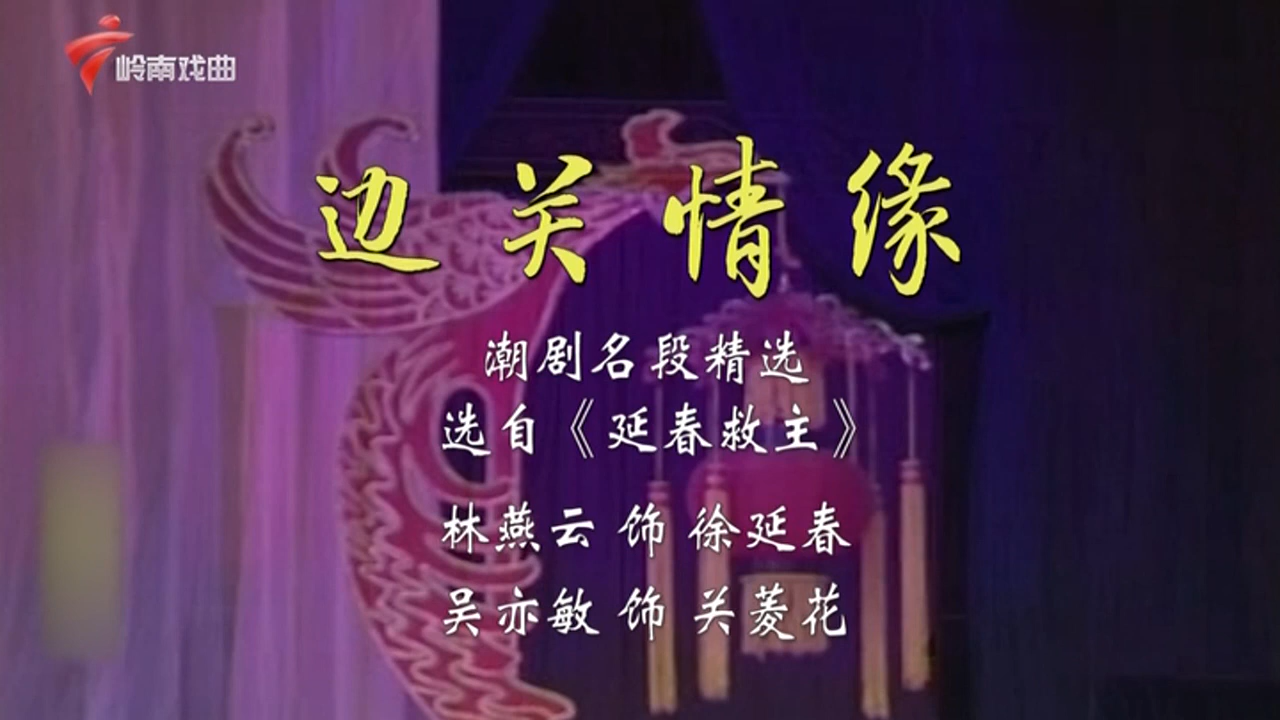 岭南戏曲
边关情缘
潮剧名段精选
选自《延春救主》
林燕云 饰 徐延春
吴亦敏 饰 关菱花